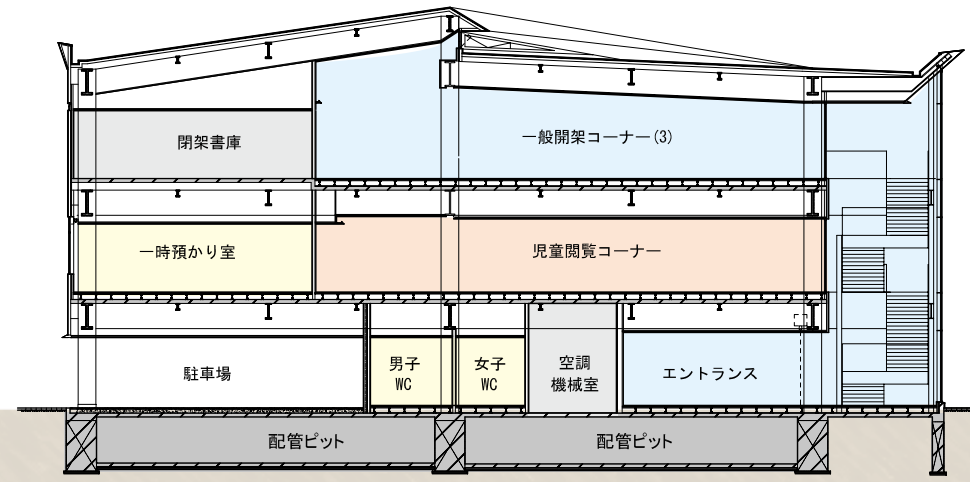 閉架書庫
一般開架コーナー(3)
一時預かり室
児童閲覧コーナー
駐車場
男子
WC
女子
WC
空調
機械室
エントランス
配管ピット
配管ピット